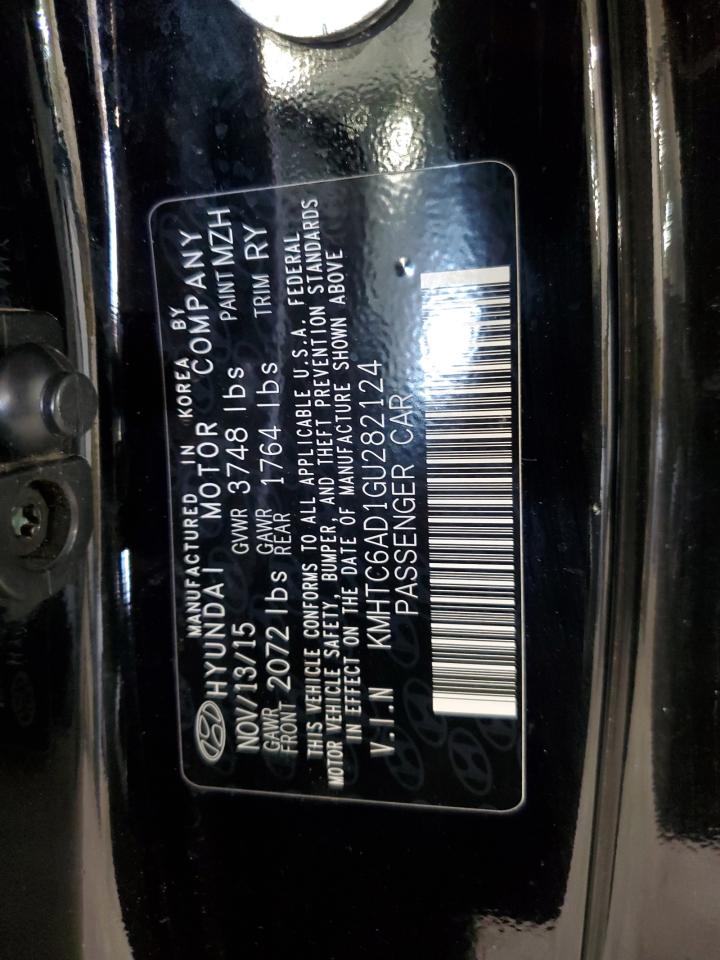 MANUFACTURED IN KOREA BY
HYUNDAI MOTOR COMPANY
NOV/13/15 GVWR 3748 lbs PAINT MZH
GAWR FRONT 2072 lbs GAWR REAR 1764 lbs TRIM RY
THIS VEHICLE CONFORMS TO ALL APPLICABLE U.S.A. FEDERAL
MOTOR VEHICLE SAFETY, BUMPER, AND THEFT PREVENTION STANDARDS
IN EFFECT ON THE DATE OF MANUFACTURE SHOWN ABOVE
V.I.N KMHTC6AD1GU282124
PASSENGER CAR